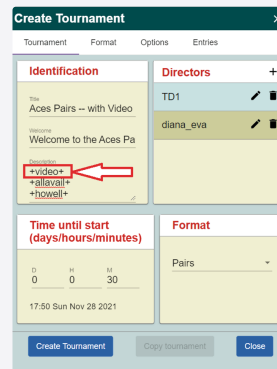 Create Tournament
Tournament Format Options Entries
Identification
Title
Aces Pairs -- with Video
Welcome
Welcome to the Aces Pa
Description
+video+
+allavail+
+howell+
Directors +
TD1
diana_eva
Time until start
(days/hours/minutes)
D H M
0 0 30
17:50 Sun Nov 28 2021
Format
Pairs
Create Tournament Copy tournament Close